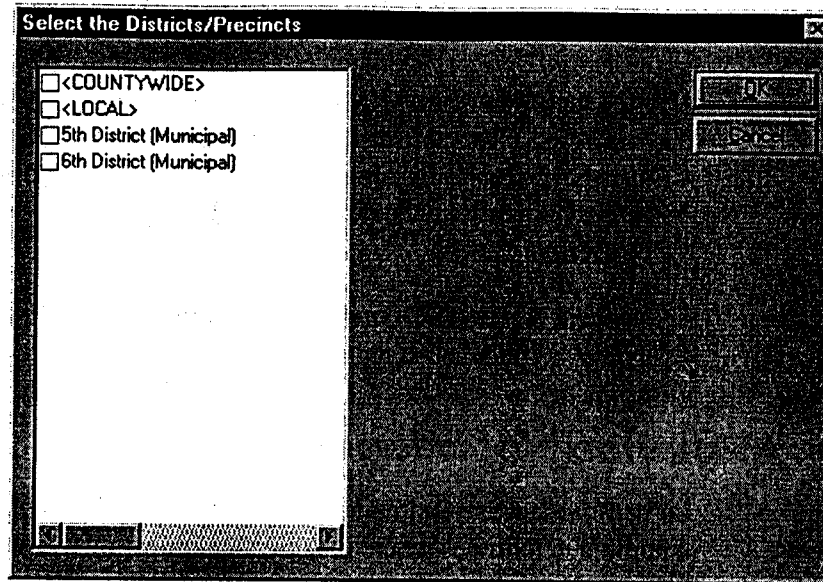 Select the Districts/Precincts
<COUNTYWIDE>
<LOCAL>
5th District (Municipal)
6th District (Municipal)
OK
Cancel